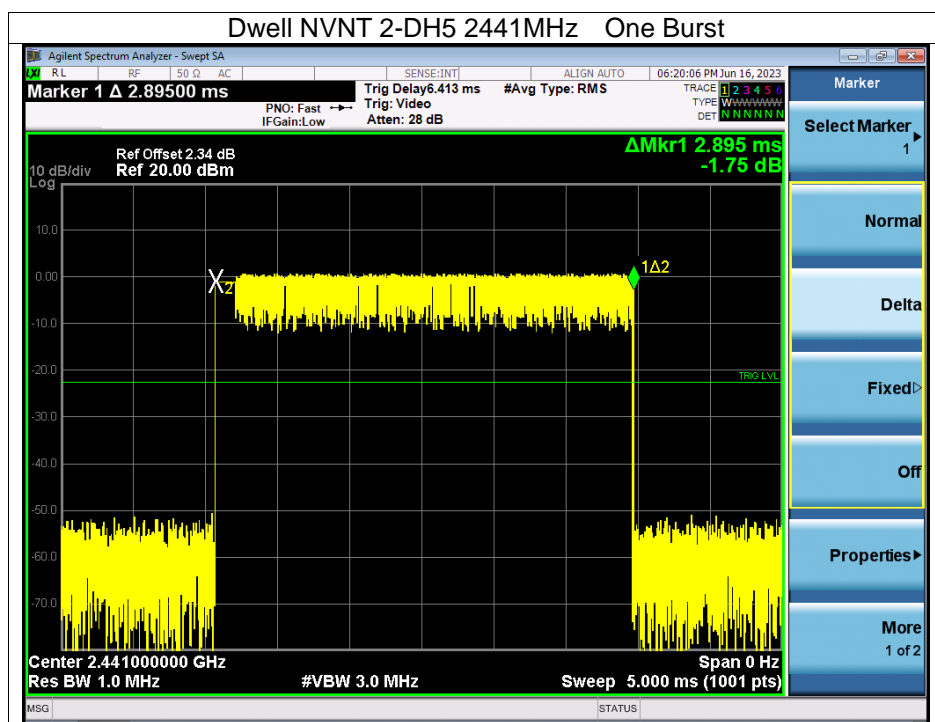 Dwell NVNT 2-DH5 2441MHz One Burst
Agilent Spectrum Analyzer - Swept SA
LXI RL RF 50 Ω AC SENSE:INT ALIGN AUTO 06:20:06 PM Jun 16, 2023
Marker 1 Δ 2.89500 ms
PNO: Fast
IFGain:Low
Trig Delay6.413 ms
Trig: Video
Atten: 28 dB
#Avg Type: RMS
TRACE 1 2 3 4 5 6
TYPE WWWWWW
DET N N N N N N
Marker
Select Marker
1
Normal
Delta
Fixed
Off
Properties
More
1 of 2
ΔMkr1 2.895 ms
-1.75 dB
Ref Offset 2.34 dB
10 dB/div Ref 20.00 dBm
Log
10.0
0.00
-10.0
-20.0
-30.0
-40.0
-50.0
-60.0
-70.0
2
1Δ2
TRIG LVL
Center 2.441000000 GHz Span 0 Hz
Res BW 1.0 MHz #VBW 3.0 MHz Sweep 5.000 ms (1001 pts)
MSG STATUS